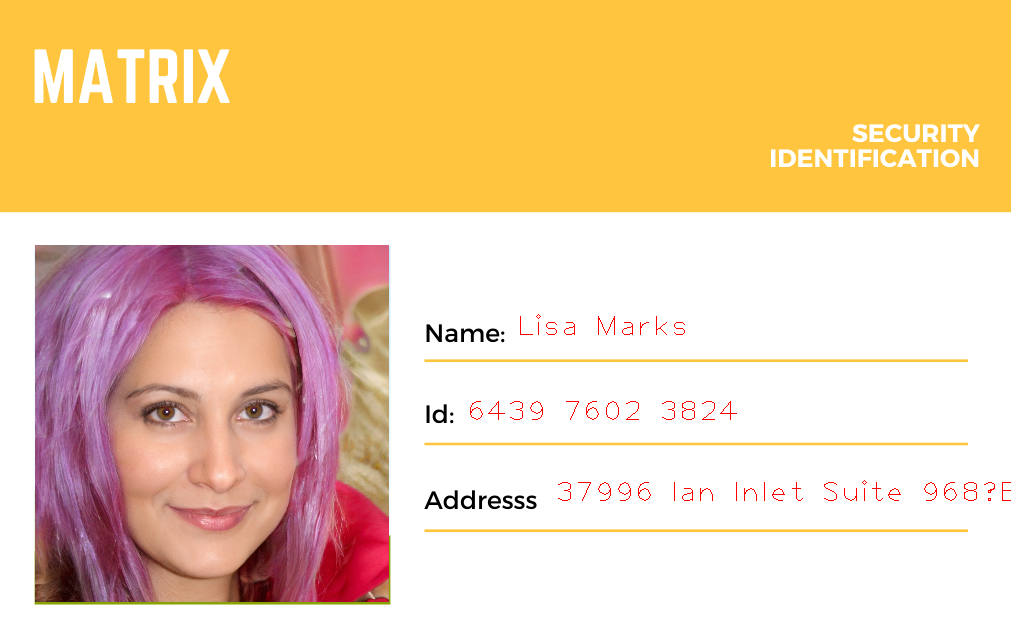 MATRIX
SECURITY
IDENTIFICATION
Name: Lisa Marks
Id: 6439 7602 3824
Addresss 37996 Ian Inlet Suite 968?E